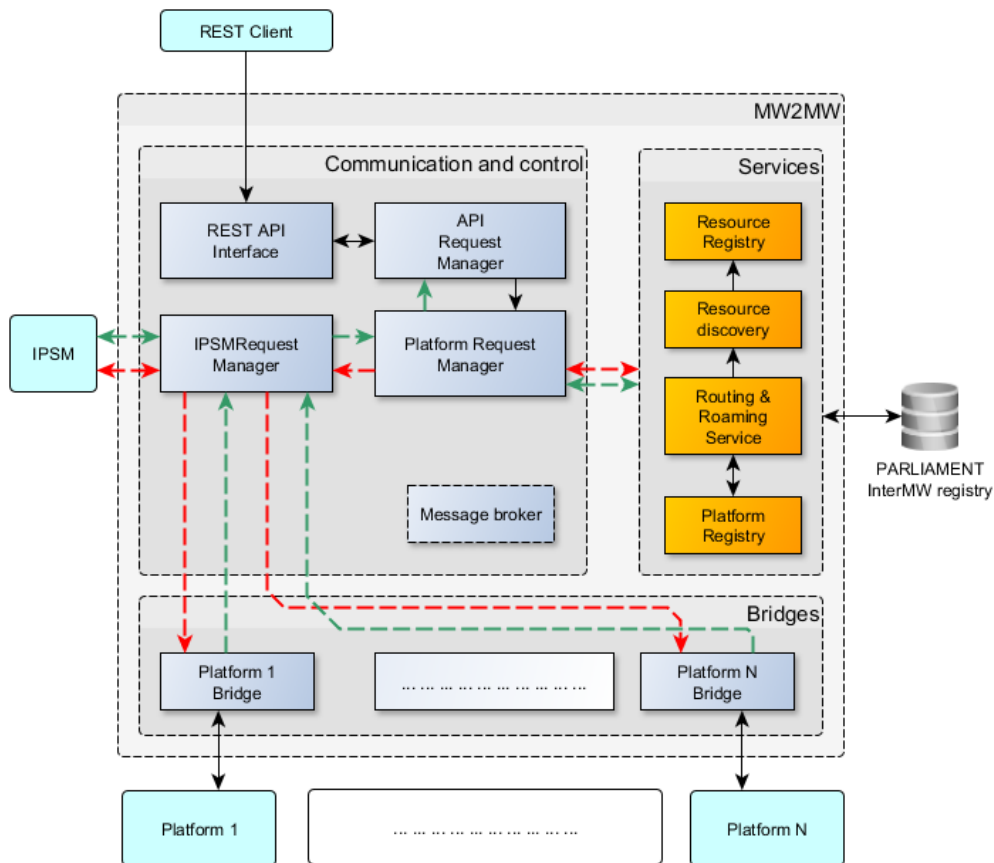 REST Client
MW2MW
Communication and control
Services
REST API
Interface
API
Request
Manager
Resource
Registry
IPSM
IPSMRequest
Manager
Platform Request
Manager
Resource
discovery
Routing &
Roaming
Service
PARLIAMENT
InterMW registry
Message broker
Platform
Registry
Bridges
Platform 1
Bridge
... ... ... ... ... ... ... ... ... ...
Platform N
Bridge
Platform 1
... ... ... ... ... ... ... ... ... ...
Platform N